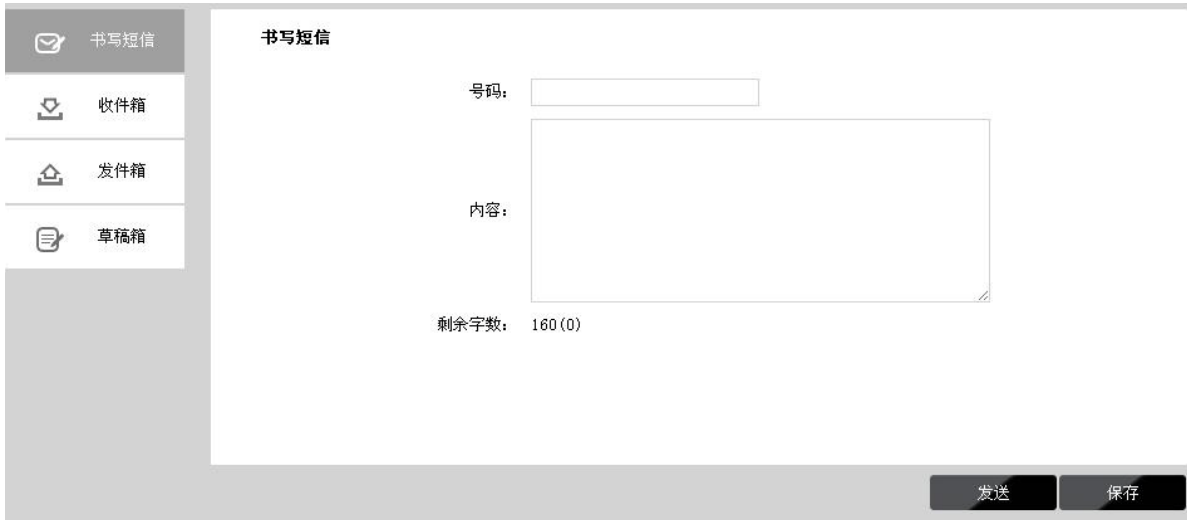 书写短信
收件箱
发件箱
草稿箱
书写短信
号码：
内容：
剩余字数： 160(0)
发送
保存